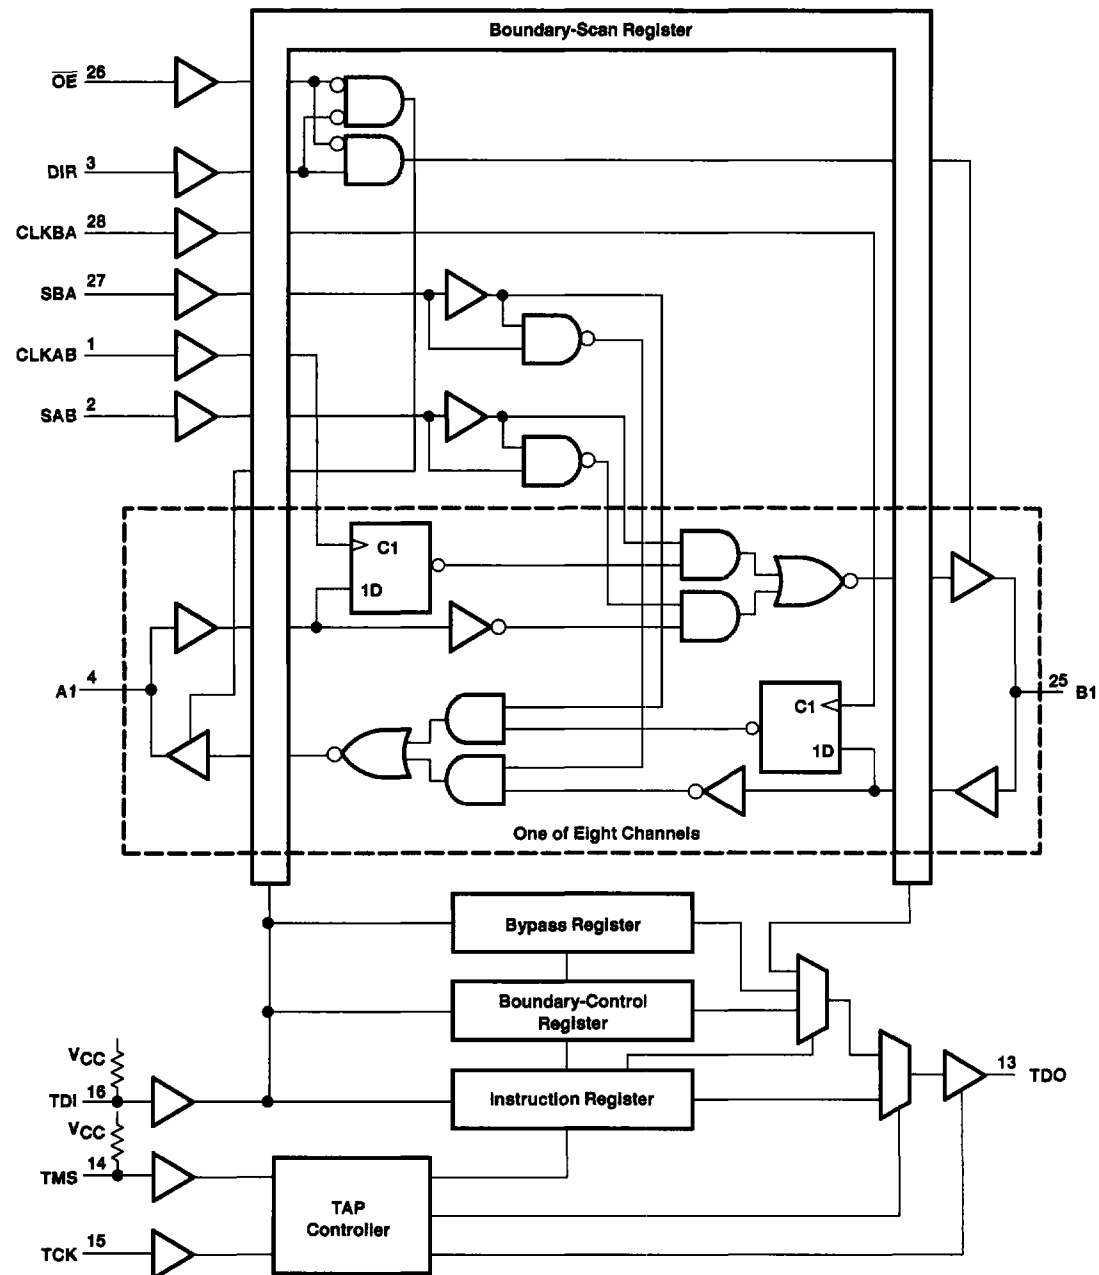 Boundary-Scan Register
OE 26
DIR 3
CLKBA 28
SBA 27
CLKAB 1
SAB 2
C1
1D
A1 4
C1
1D
25 B1
One of Eight Channels
Bypass Register
Boundary-Control
Register
VCC
TDI 16
Instruction Register
13 TDO
VCC
TMS 14
TAP
Controller
TCK 15